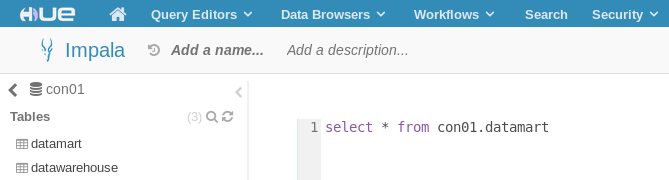 HUE Query Editors Data Browsers Workflows Search Security
Impala Add a name... Add a description...
con01
Tables (3)
datamart
datawarehouse
1 select * from con01.datamart